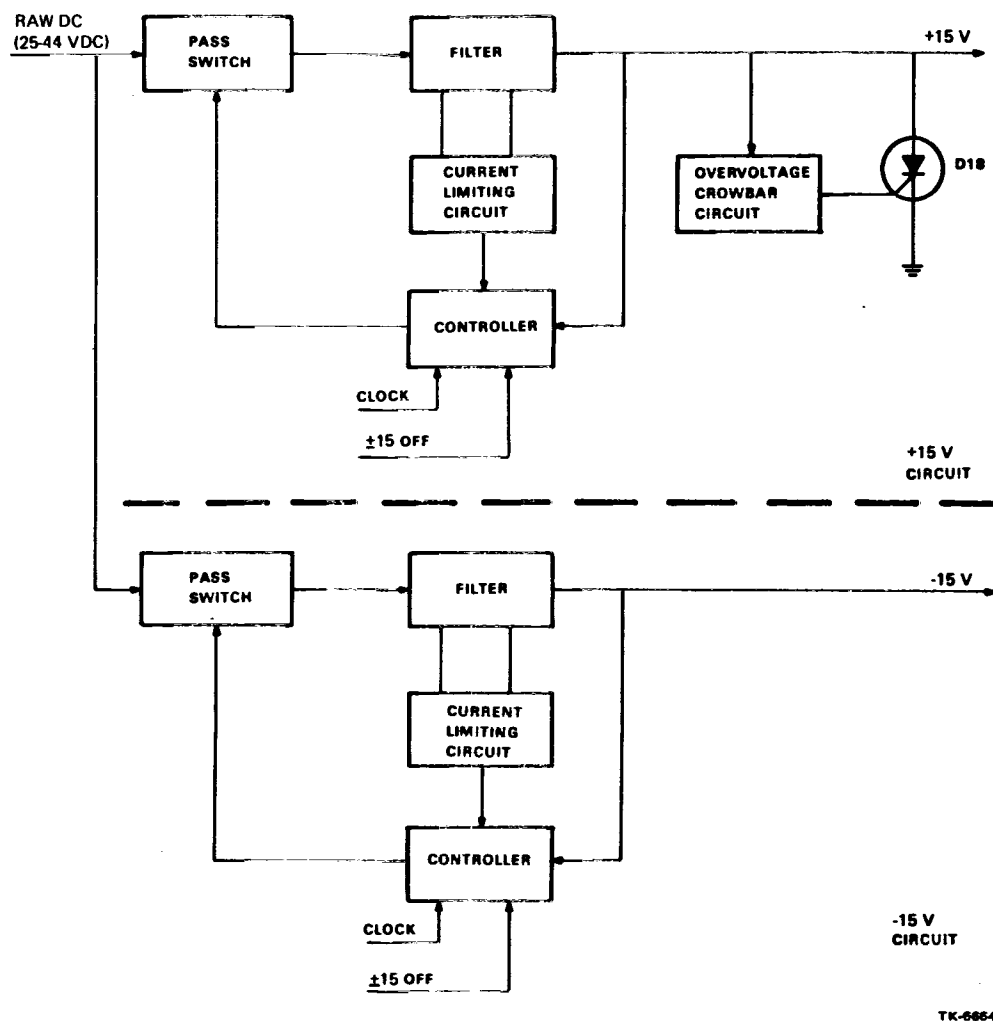 RAW DC
(25-44 VDC)
PASS
SWITCH
FILTER
+15 V
CURRENT
LIMITING
CIRCUIT
OVERVOLTAGE
CROWBAR
CIRCUIT
D18
CONTROLLER
CLOCK
±15 OFF
+15 V
CIRCUIT
PASS
SWITCH
FILTER
-15 V
CURRENT
LIMITING
CIRCUIT
CONTROLLER
CLOCK
±15 OFF
-15 V
CIRCUIT